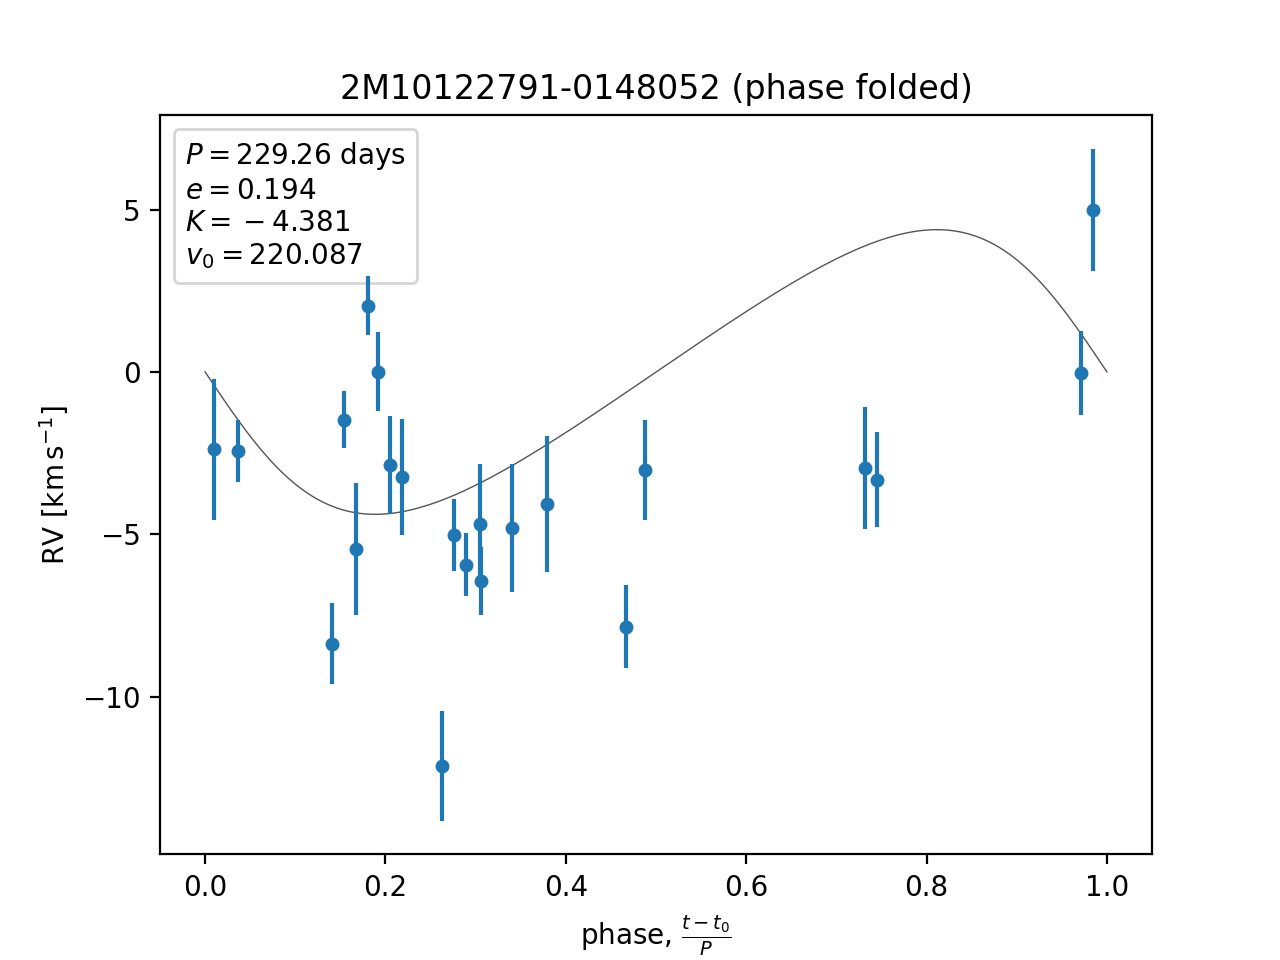 2M10122791-0148052 (phase folded)
P = 229.26 days
e = 0.194
K = − 4.381
v₀ = 220.087
5
0
−5
−10
RV [km s⁻¹]
0.0 0.2 0.4 0.6 0.8 1.0
phase, (t − t₀)/P